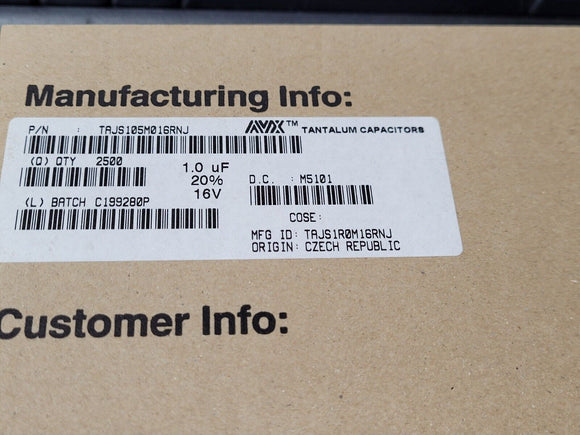 Manufacturing Info:
P/N : TAJS105M016RNJ AVX™ TANTALUM CAPACITORS
(Q) QTY 2500
1.0 uF
20%
16V
D.C. : M5101
(L) BATCH C199280P
COSE:
MFG ID: TAJS1R0M16RNJ
ORIGIN: CZECH REPUBLIC
Customer Info: